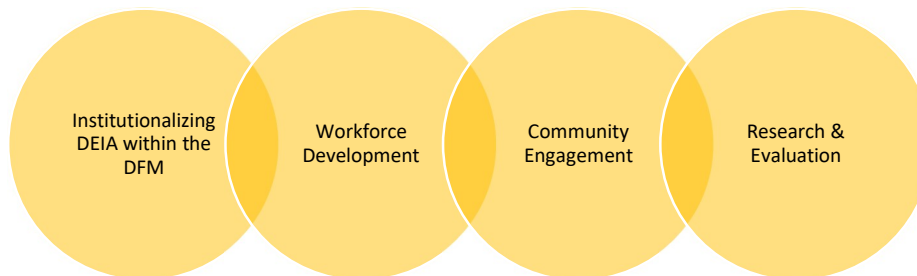 Institutionalizing
DEIA within the
DFM
Workforce
Development
Community
Engagement
Research &
Evaluation